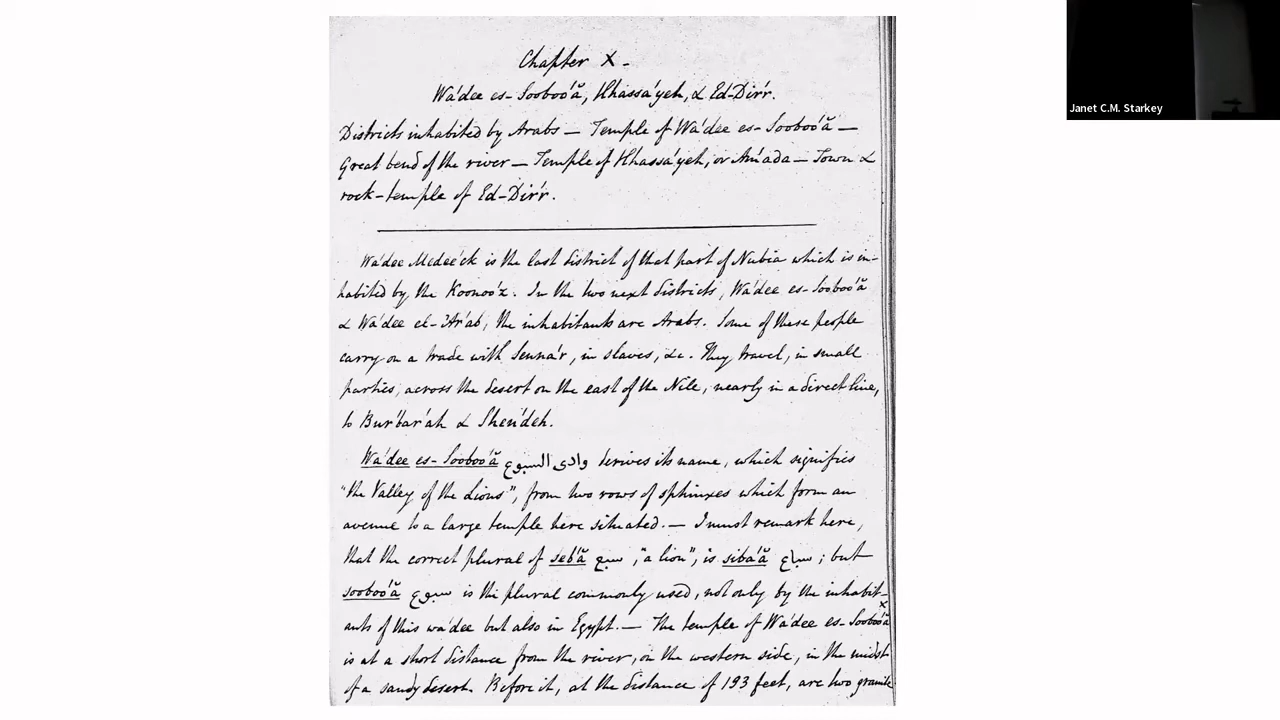 Chapter X.
Wa'dee es-Sooboo'ă, Hhassa'yeh, & Ed-Dir'r.
Districts inhabited by Arabs — Temple of Wa'dee es-Sooboo'ă —
Great bend of the river — Temple of Hhassa'yeh, or Am'ada — Town &
rock-temple of Ed-Dir'r.
Wa'dee Medee'ck is the last district of that part of Nubia which is in-
habited by the Koonoo'z. In the two next districts, Wa'dee es-Sooboo'ă
& Wa'dee el-'Ar'ab, the inhabitants are Arabs. Some of these people
carry on a trade with Senna'r, in slaves, &c. They travel, in small
parties, across the desert on the east of the Nile, nearly in a direct line,
to Bur'bar'ah & Shen'deh.
Wa'dee es-Sooboo'ă وادى السبوع derives its name, which signifies
"the Valley of the Lions", from two rows of sphinxes which form an
avenue to a large temple here situated. — I must remark here,
that the correct plural of seb'ă سبع, "a lion", is siba'ă سباع; but
sooboo'ă سبوع is the plural commonly used, not only by the inhabit-
ants of this wa'dee but also in Egypt. — The temple of Wa'dee es-Sooboo'ă x
is at a short distance from the river, on the western side, in the midst
of a sandy desert. Before it, at the distance of 193 feet, are two granite
Janet C.M. Starkey